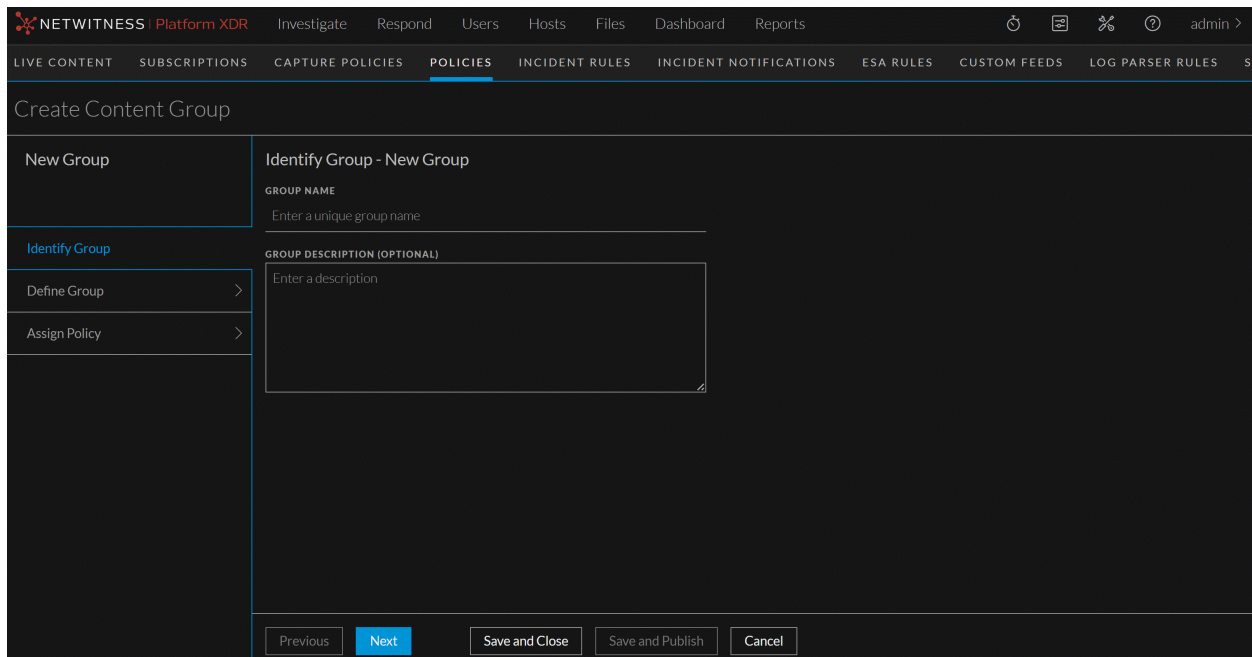 NETWITNESS | Platform XDR Investigate Respond Users Hosts Files Dashboard Reports admin >
LIVE CONTENT SUBSCRIPTIONS CAPTURE POLICIES POLICIES INCIDENT RULES INCIDENT NOTIFICATIONS ESA RULES CUSTOM FEEDS LOG PARSER RULES S
Create Content Group
New Group
Identify Group
Define Group
Assign Policy
Identify Group - New Group
GROUP NAME
Enter a unique group name
GROUP DESCRIPTION (OPTIONAL)
Enter a description
Previous Next Save and Close Save and Publish Cancel